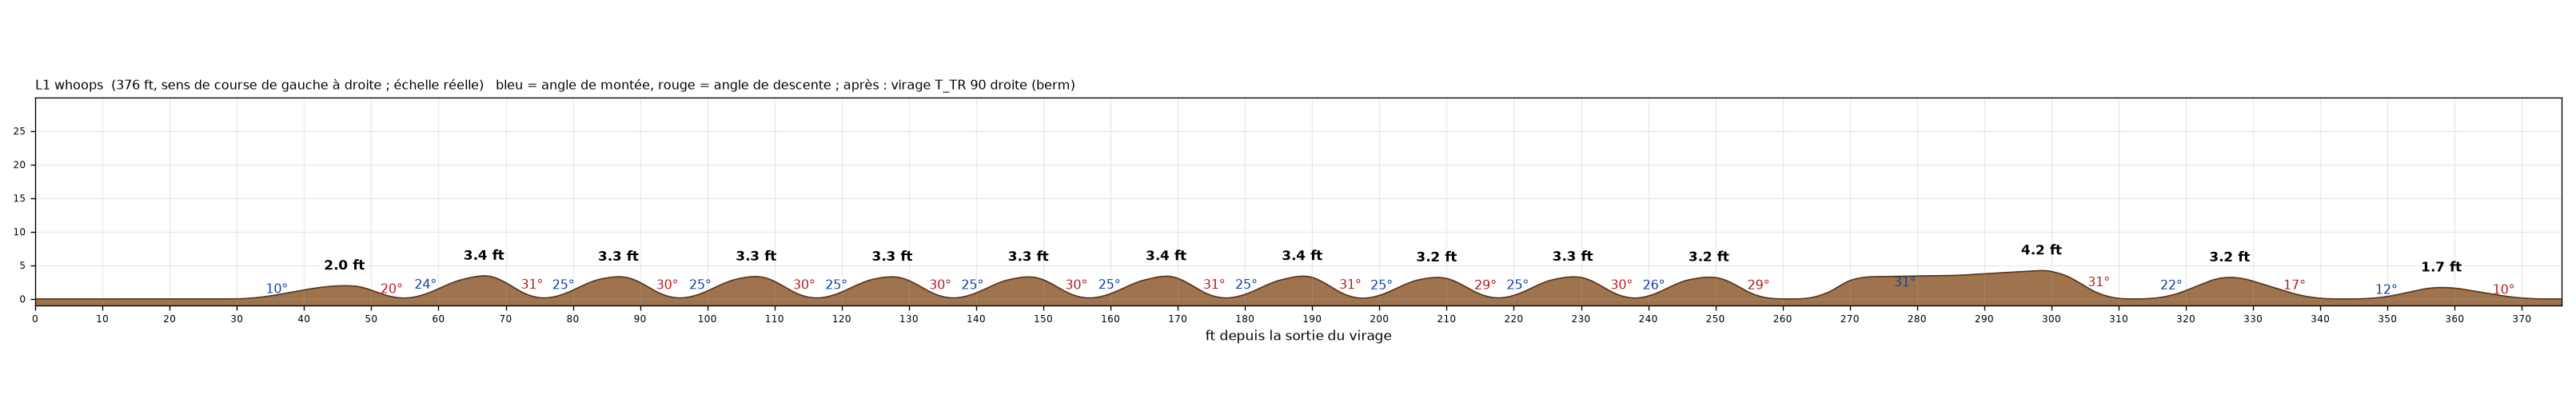 L1 whoops  (376 ft, sens de course de gauche à droite ; échelle réelle)   bleu = angle de montée, rouge = angle de descente ; après : virage T_TR 90 droite (berm)
25
20
15
10
5
0
2.0 ft 3.4 ft 3.3 ft 3.3 ft 3.3 ft 3.3 ft 3.4 ft 3.4 ft 3.2 ft 3.3 ft 3.2 ft 4.2 ft 3.2 ft 1.7 ft
10° 20° 24° 31° 25° 30° 25° 30° 25° 30° 25° 30° 25° 31° 25° 31° 25° 29° 25° 30° 26° 29° 31° 31° 22° 17° 12° 10°
0 10 20 30 40 50 60 70 80 90 100 110 120 130 140 150 160 170 180 190 200 210 220 230 240 250 260 270 280 290 300 310 320 330 340 350 360 370
ft depuis la sortie du virage